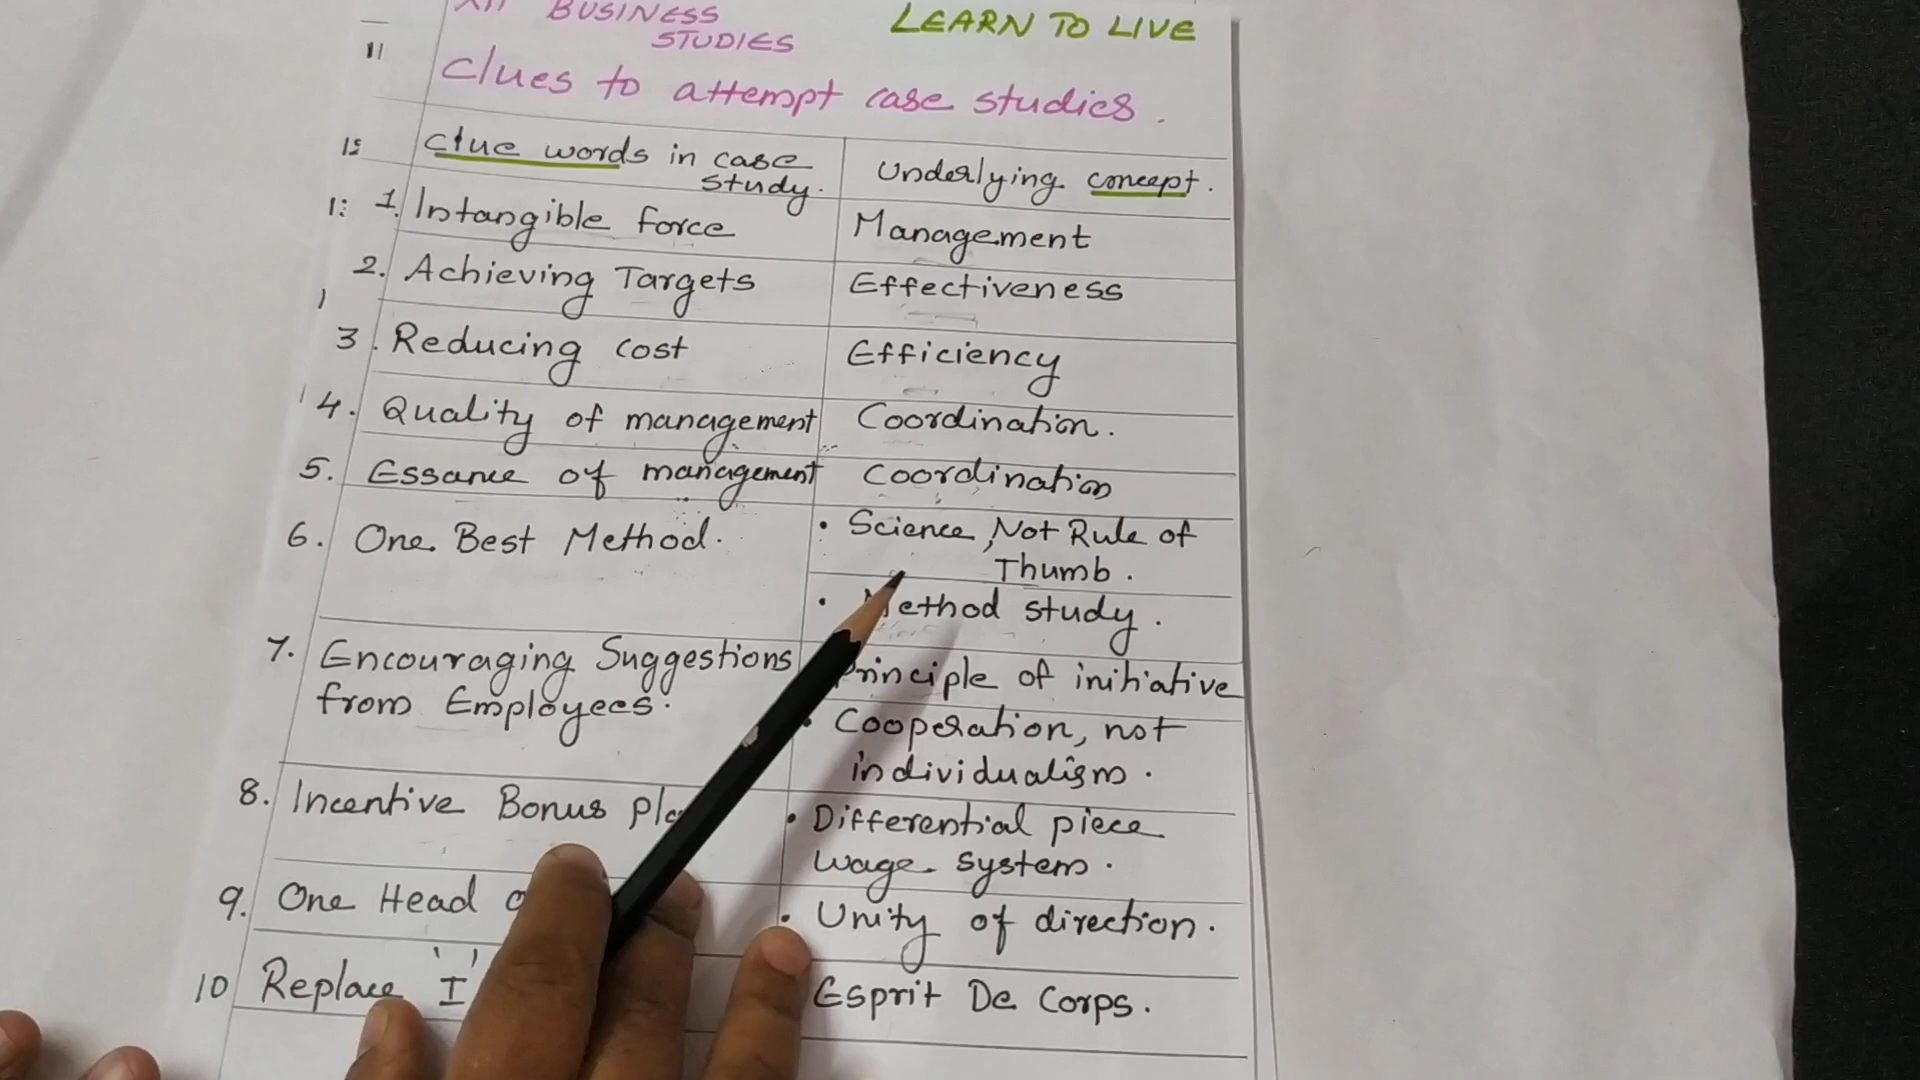 XII BUSINESS
STUDIES
LEARN TO LIVE
Clues to attempt case studies.
Clue words in case
study.
Underlying concept.
1. Intangible force
Management
2. Achieving Targets
Effectiveness
3. Reducing cost
Efficiency
4. Quality of management
Coordination.
5. Essance of management
Coordination
6. One Best Method.
• Science, Not Rule of
Thumb.
• Method study.
7. Encouraging Suggestions
from Employees.
Principle of initiative
• Cooperation, not
individualism.
8. Incentive Bonus
• Differential piece
wage system.
9. One Head
• Unity of direction.
10 Replace 'I'
Esprit De Corps.